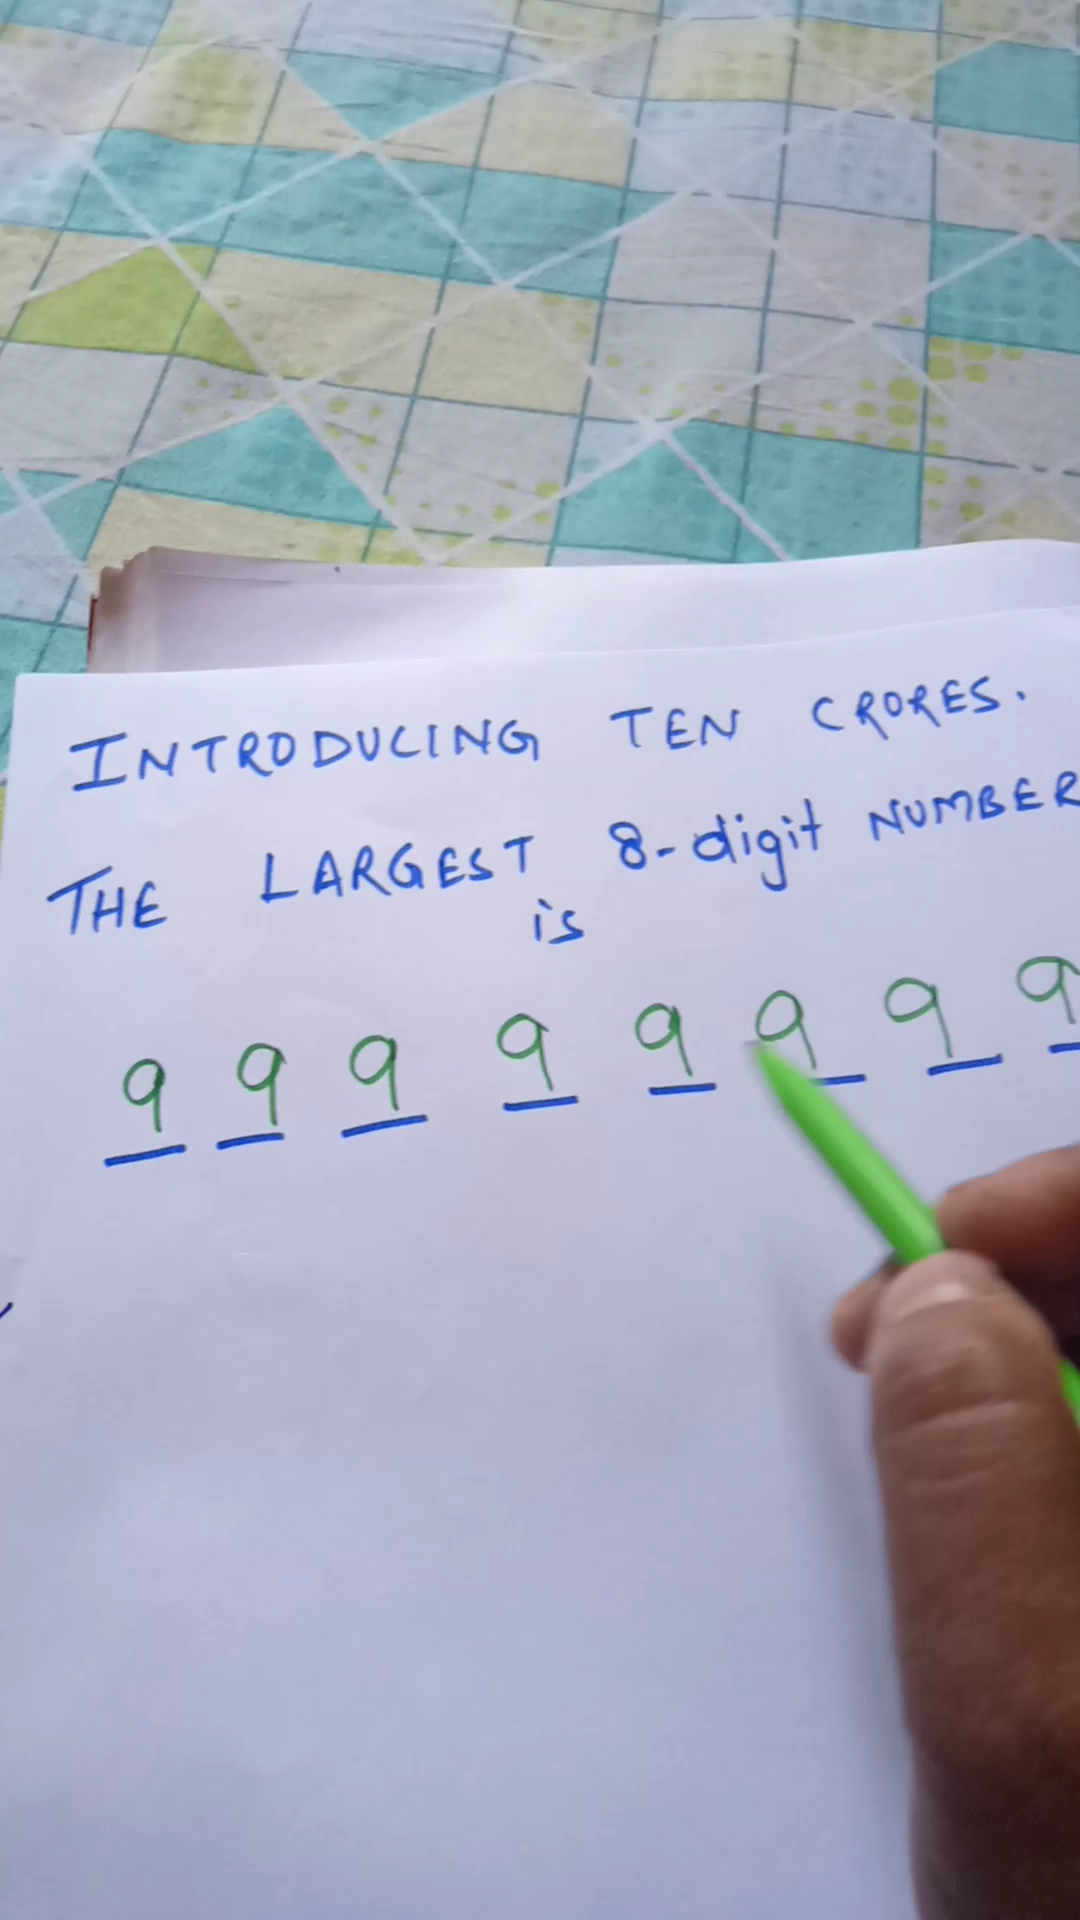 INTRODUCING TEN CRORES.
THE LARGEST 8-digit NUMBER
is
9 9 9 9 9 9 9 9